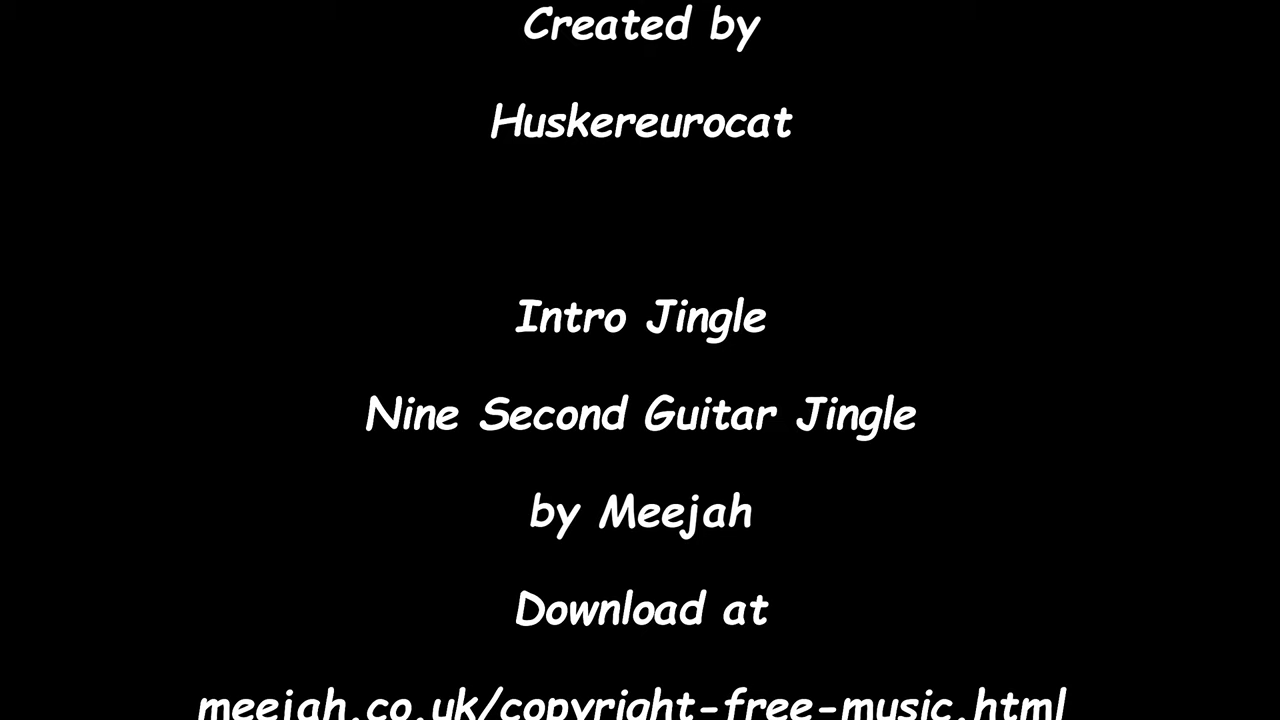 Created by
Huskereurocat
Intro Jingle
Nine Second Guitar Jingle
by Meejah
Download at
meejah.co.uk/copyright-free-music.html